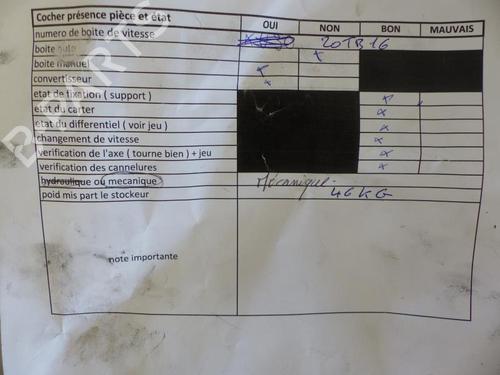 Cocher présence pièce et état OUI NON BON MAUVAIS
numero de boite de vitesse 20TB16
boite auto x
boite manuel x
convertisseur x
etat de fixation ( support ) x
etat du carter x
etat du differentiel ( voir jeu ) x
changement de vitesse x
verification de l'axe ( tourne bien ) + jeu x
verification des cannelures x
hydraulique ou mecanique Mécanique
poid mis part le stockeur 46 KG
note importante